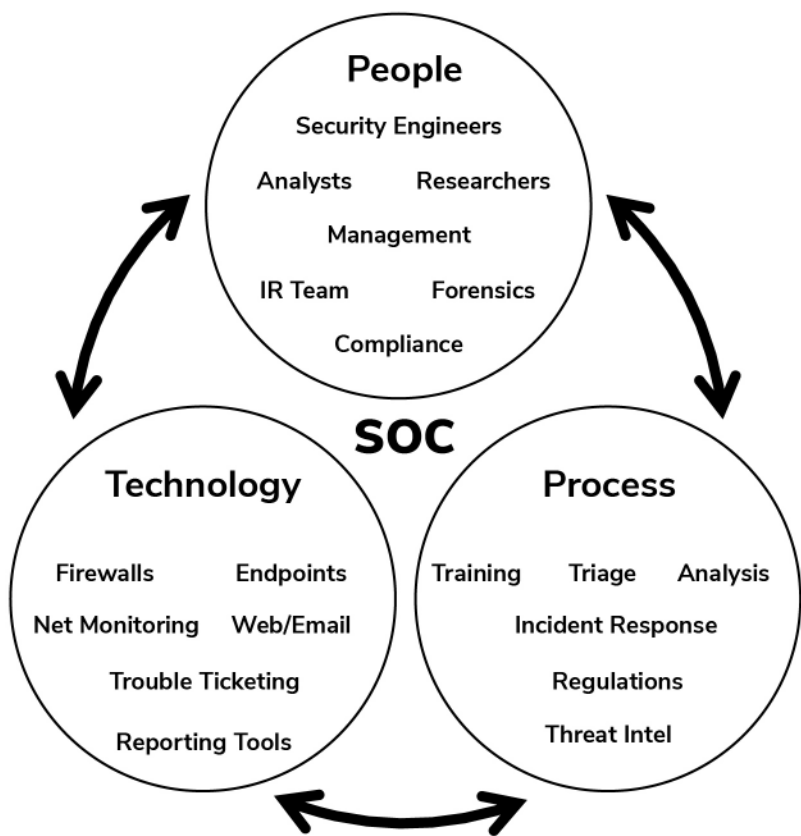 People
Security Engineers
Analysts Researchers
Management
IR Team Forensics
Compliance
SOC
Technology
Firewalls Endpoints
Net Monitoring Web/Email
Trouble Ticketing
Reporting Tools
Process
Training Triage Analysis
Incident Response
Regulations
Threat Intel